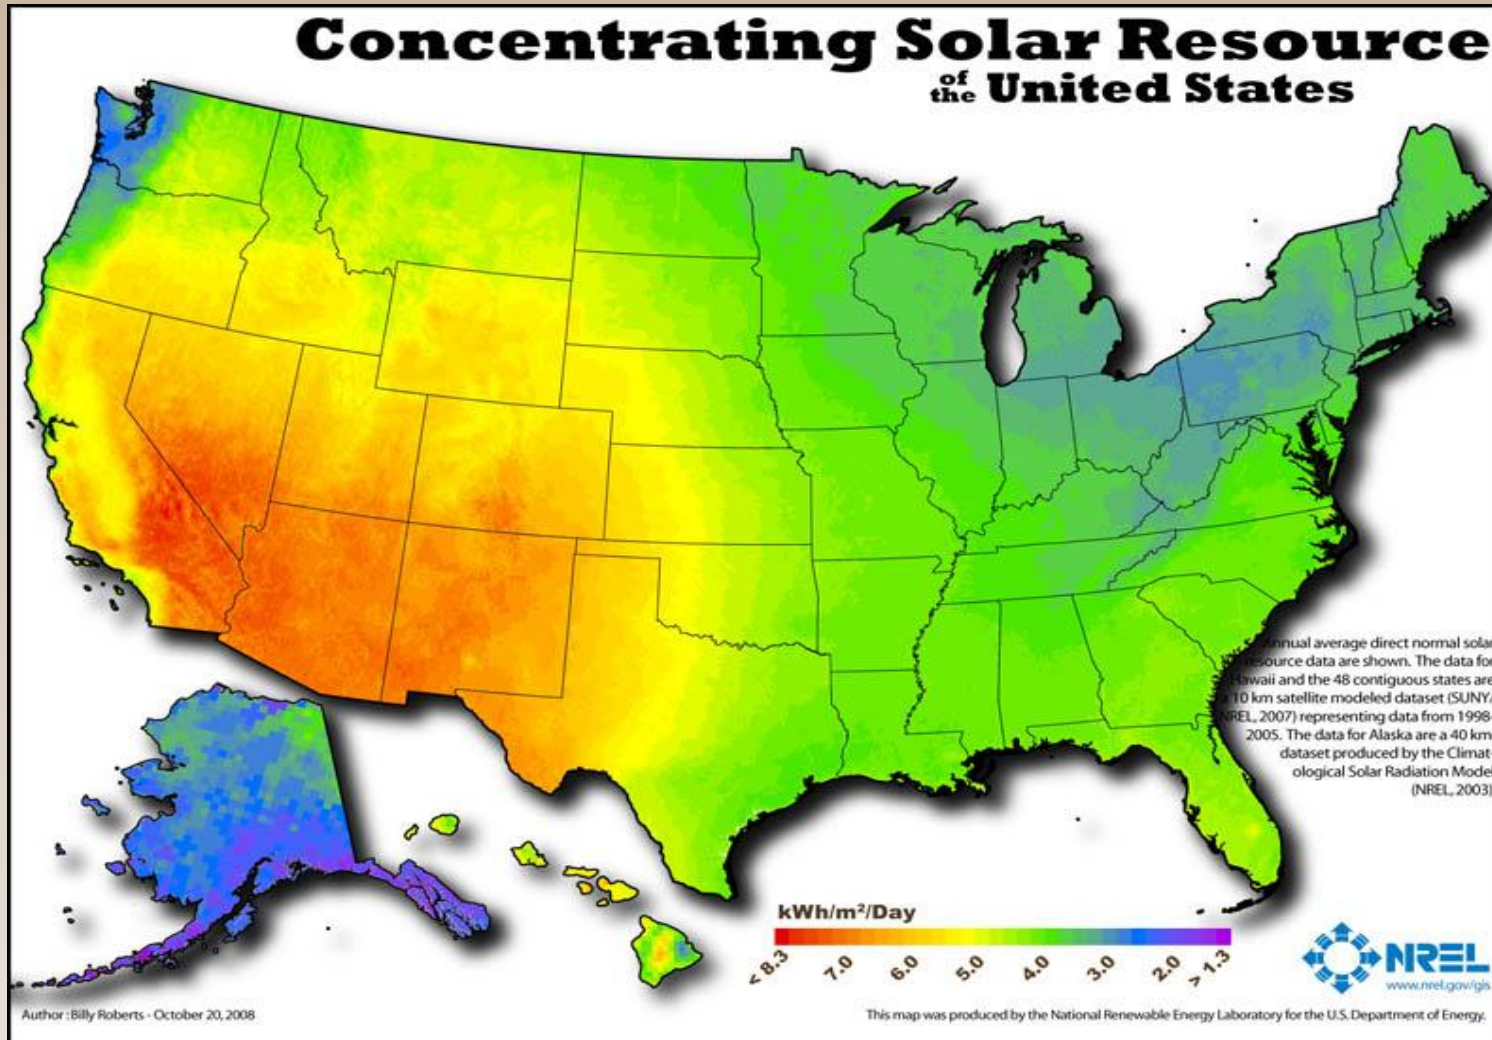 Concentrating Solar Resource
of
the United States
Annual average direct normal solar
resource data are shown. The data for
Hawaii and the 48 contiguous states are
a 10 km satellite modeled dataset (SUNY/
NREL, 2007) representing data from 1998-
2005. The data for Alaska are a 40 km
dataset produced by the Climat-
ological Solar Radiation Model
(NREL, 2003)
kWh/m²/Day
< 8.3 7.0 6.0 5.0 4.0 3.0 2.0 > 1.3
NREL
www.nrel.gov/gis
Author : Billy Roberts - October 20, 2008
This map was produced by the National Renewable Energy Laboratory for the U.S. Department of Energy.